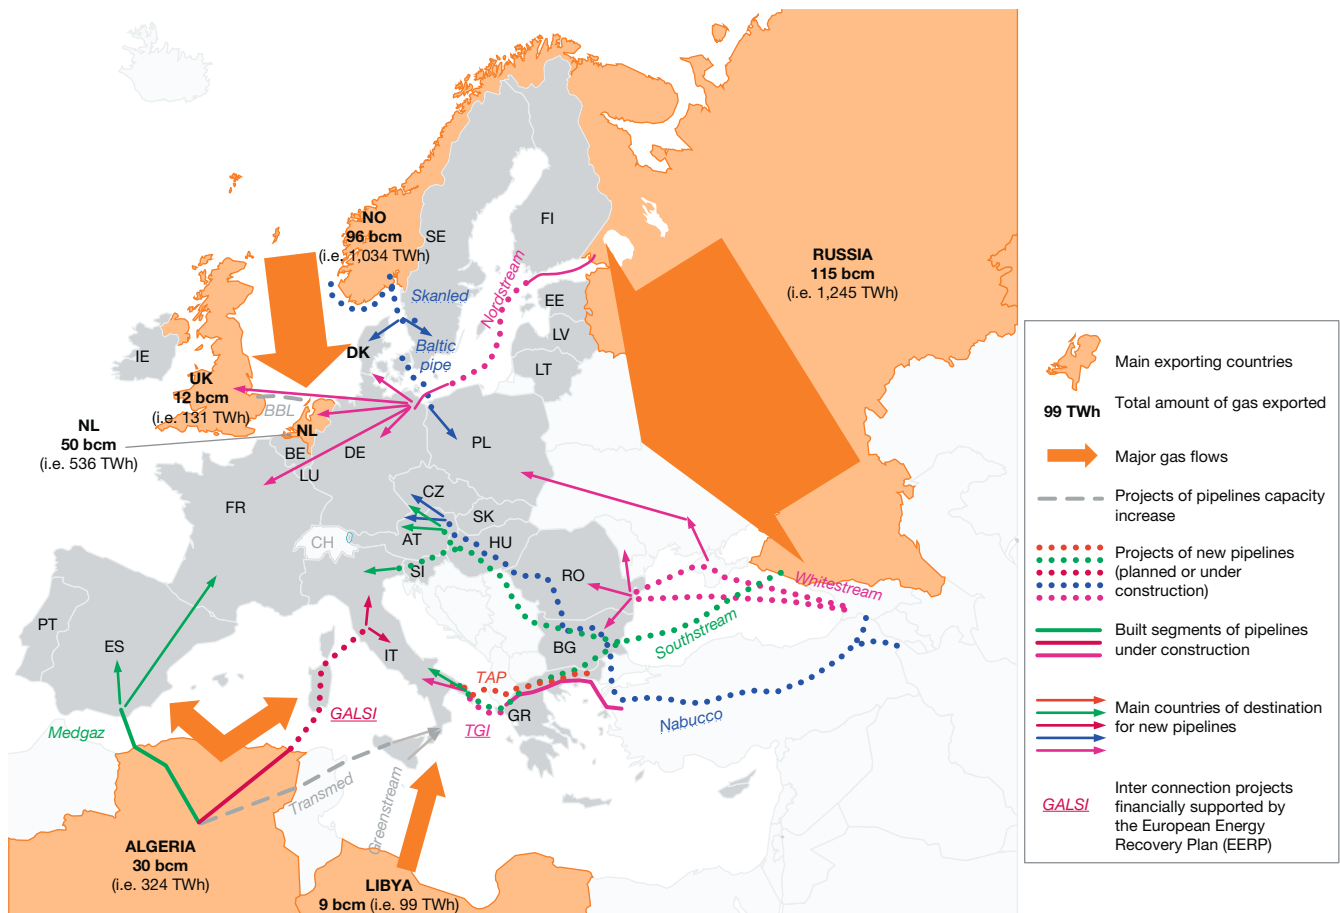 NO
96 bcm
(i.e. 1,034 TWh)
SE
FI
Nordstream
RUSSIA
115 bcm
(i.e. 1,245 TWh)
Skanled
EE
LV
LT
Baltic
pipe
DK
IE
UK
12 bcm
(i.e. 131 TWh)
BBL
NL
50 bcm
(i.e. 536 TWh)
NL
BE
LU
DE
PL
FR
CZ
SK
CH
AT
HU
SI
RO
Whitestream
Southstream
BG
PT
ES
IT
TAP
GALSI
TGI
GR
Nabucco
Medgaz
Transmed
Greenstream
ALGERIA
30 bcm
(i.e. 324 TWh)
LIBYA
9 bcm (i.e. 99 TWh)
Main exporting countries
99 TWh Total amount of gas exported
Major gas flows
Projects of pipelines capacity
increase
Projects of new pipelines
(planned or under
construction)
Built segments of pipelines
under construction
Main countries of destination
for new pipelines
GALSI
Inter connection projects
financially supported by
the European Energy
Recovery Plan (EERP)